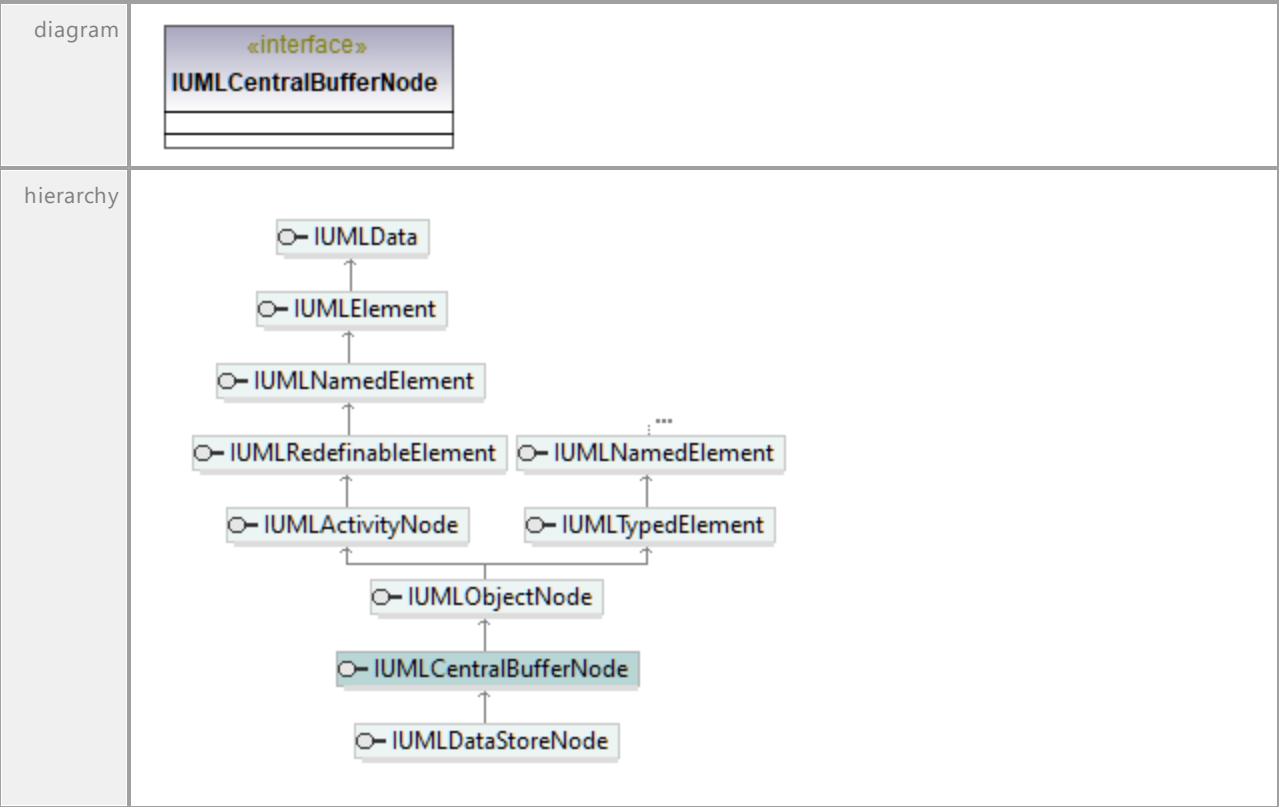 diagram
«interface»
IUMLCentralBufferNode
hierarchy
IUMLData
IUMLElement
IUMLNamedElement
...
IUMLRedefinableElement IUMLNamedElement
IUMLActivityNode IUMLTypedElement
IUMLObjectNode
IUMLCentralBufferNode
IUMLDataStoreNode